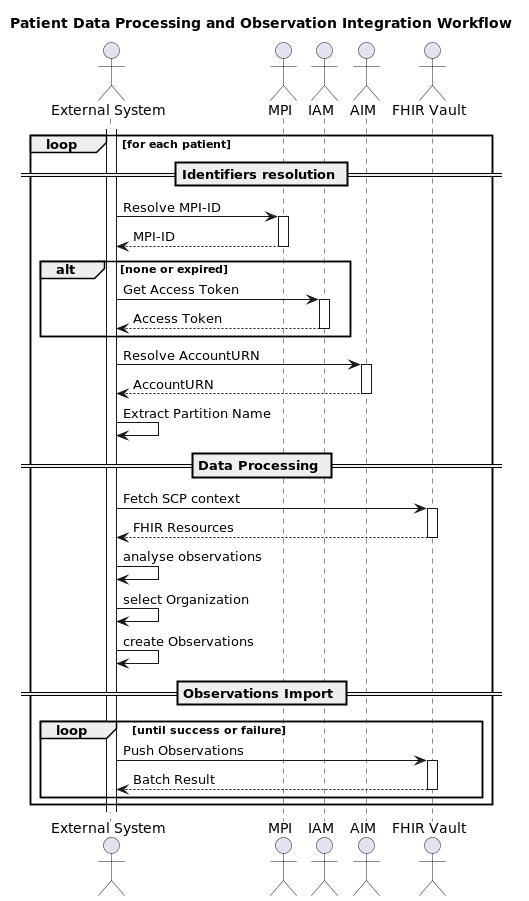 Patient Data Processing and Observation Integration Workflow
External System MPI IAM AIM FHIR Vault
loop [for each patient]
Identifiers resolution
Resolve MPI-ID
MPI-ID
alt [none or expired]
Get Access Token
Access Token
Resolve AccountURN
AccountURN
Extract Partition Name
Data Processing
Fetch SCP context
FHIR Resources
analyse observations
select Organization
create Observations
Observations Import
loop [until success or failure]
Push Observations
Batch Result
External System MPI IAM AIM FHIR Vault